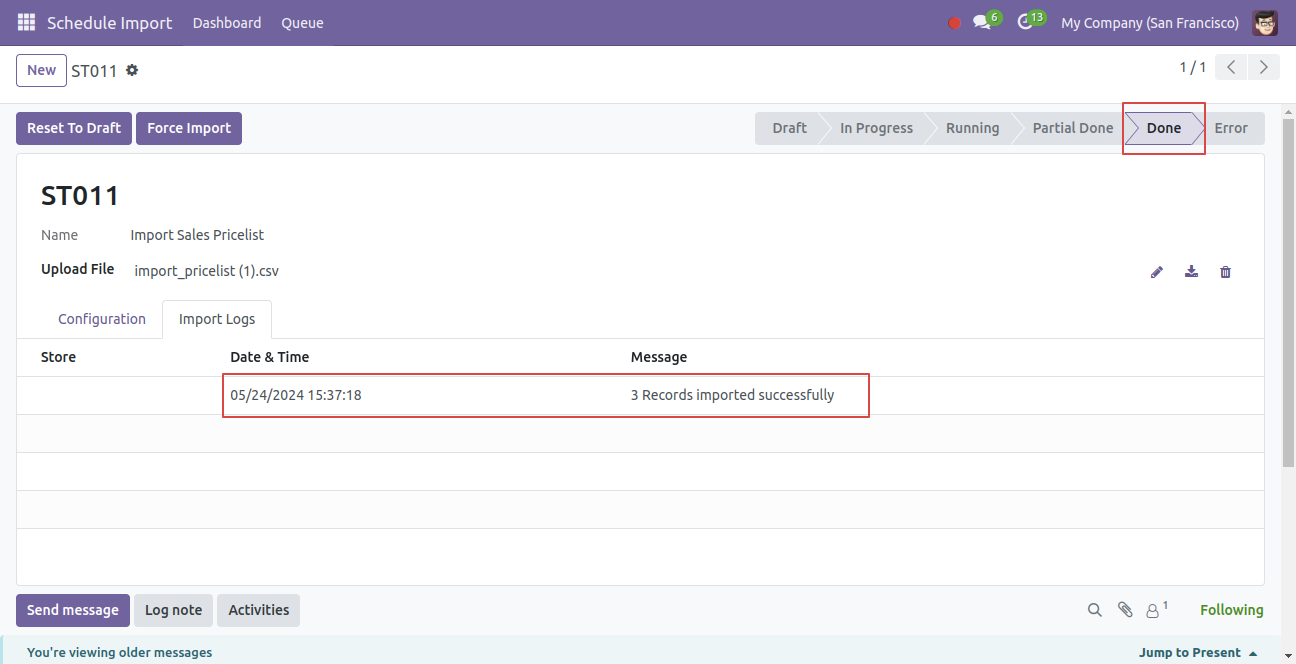 Schedule Import Dashboard Queue 6 13 My Company (San Francisco)
New ST011 1 / 1
Reset To Draft Force Import Draft In Progress Running Partial Done Done Error
ST011
Name Import Sales Pricelist
Upload File import_pricelist (1).csv
Configuration Import Logs
Store Date & Time Message
05/24/2024 15:37:18 3 Records imported successfully
Send message Log note Activities 1 Following
You're viewing older messages Jump to Present